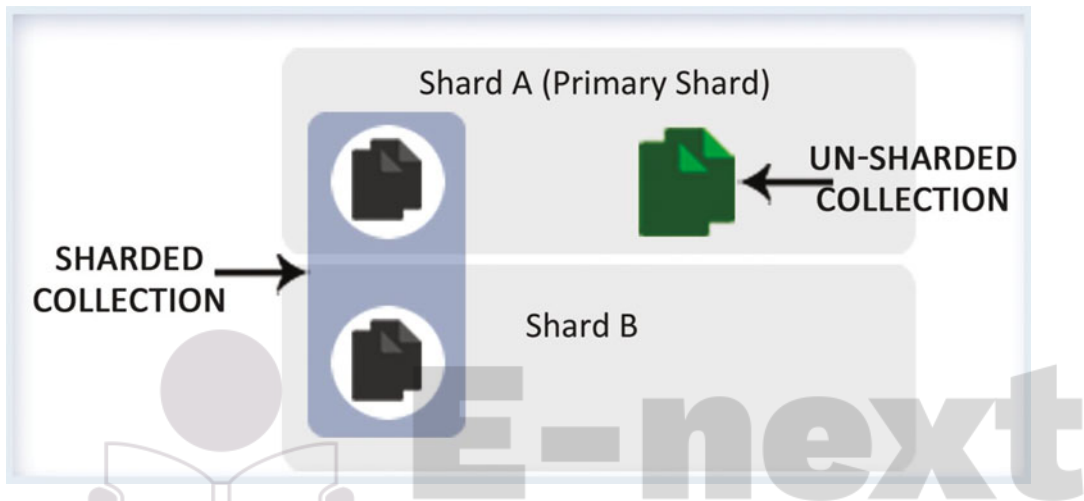 Shard A (Primary Shard)
UN-SHARDED
COLLECTION
SHARDED
COLLECTION
Shard B
E-next